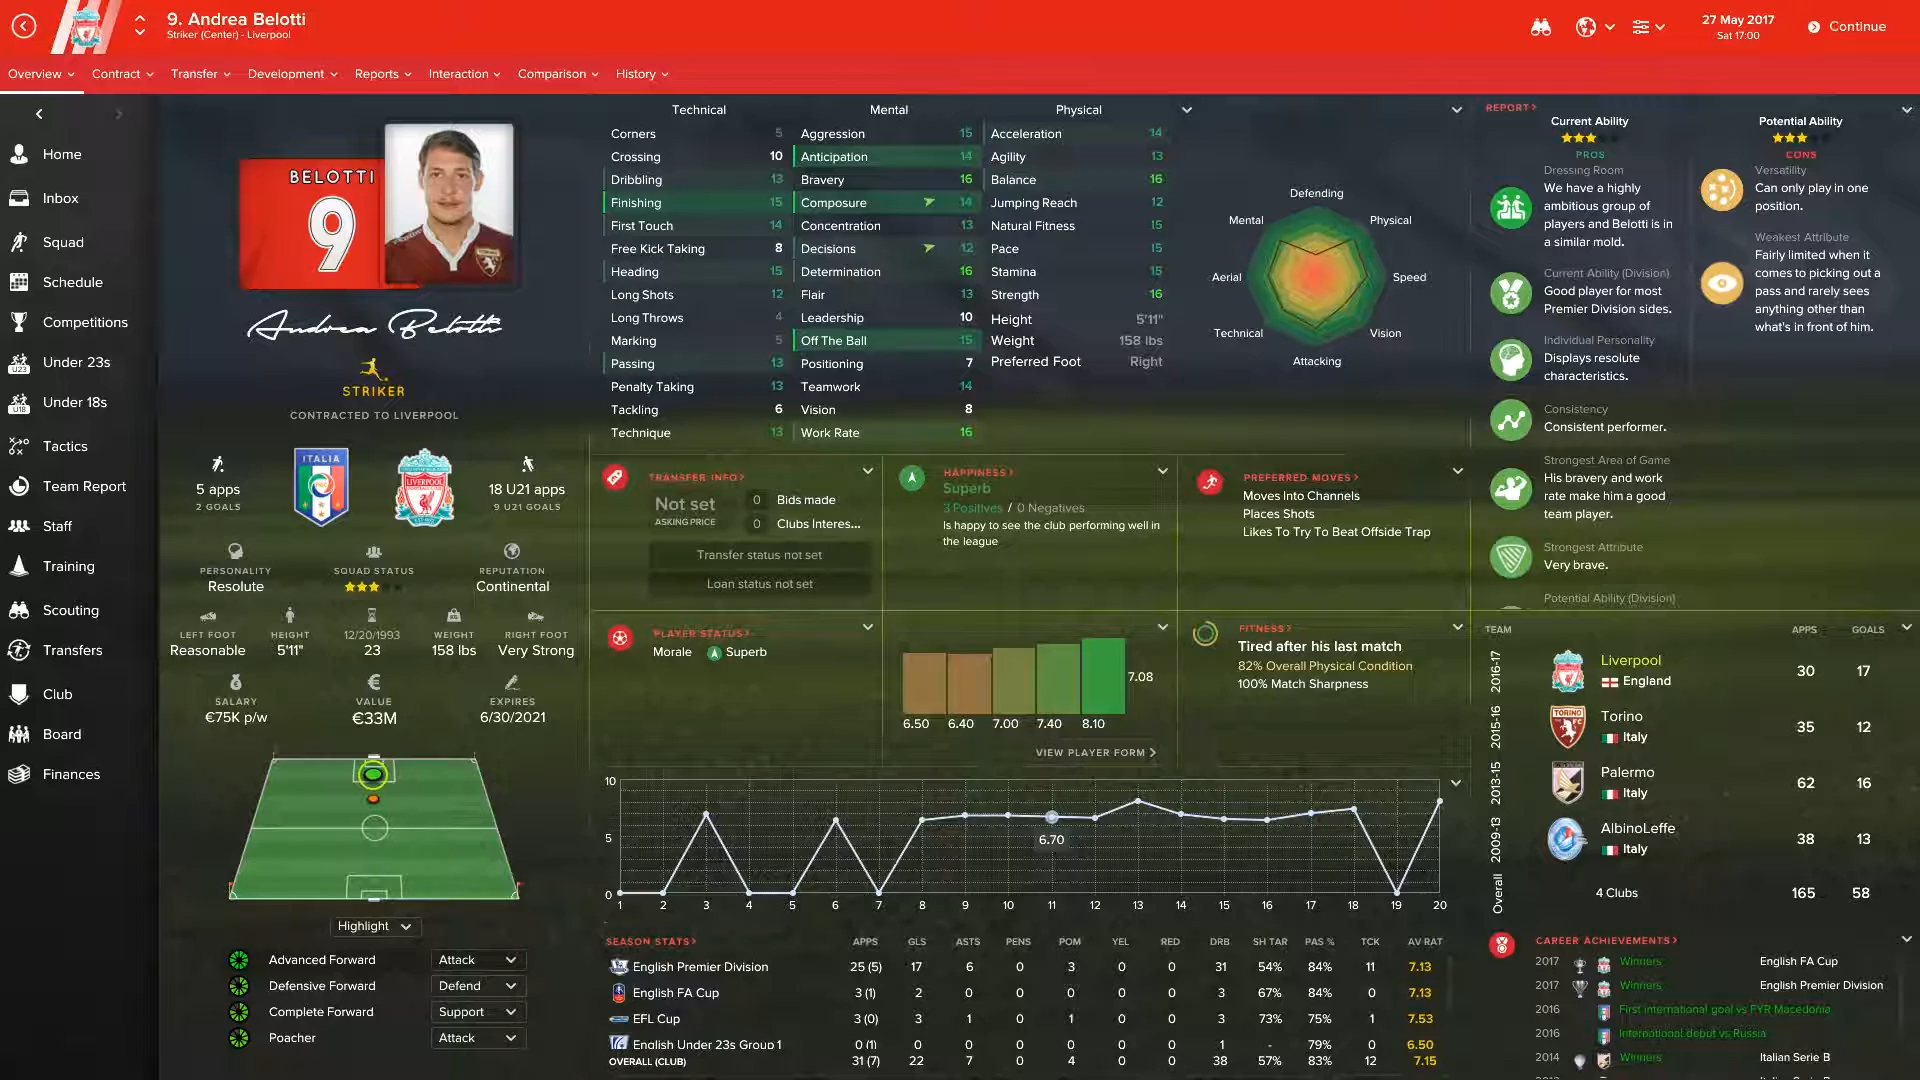 9. Andrea Belotti
Striker (Center) - Liverpool
27 May 2017
Sat 17:00
Continue
Overview
Contract
Transfer
Development
Reports
Interaction
Comparison
History
Home
Inbox
Squad
Schedule
Competitions
Under 23s
Under 18s
Tactics
Team Report
Staff
Training
Scouting
Transfers
Club
Board
Finances
BELOTTI
9
Andrea Belotti
STRIKER
CONTRACTED TO LIVERPOOL
5 apps
2 GOALS
ITALIA
18 U21 apps
9 U21 GOALS
PERSONALITY
Resolute
SQUAD STATUS
REPUTATION
Continental
LEFT FOOT
Reasonable
HEIGHT
5'11"
12/20/1993
23
WEIGHT
158 lbs
RIGHT FOOT
Very Strong
SALARY
€75K p/w
VALUE
€33M
EXPIRES
6/30/2021
Highlight
Advanced Forward Attack
Defensive Forward Defend
Complete Forward Support
Poacher Attack
Technical Mental Physical
Corners 5 Aggression 15 Acceleration 14
Crossing 10 Anticipation 14 Agility 13
Dribbling 13 Bravery 16 Balance 16
Finishing 15 Composure 14 Jumping Reach 12
First Touch 14 Concentration 13 Natural Fitness 15
Free Kick Taking 8 Decisions 12 Pace 15
Heading 15 Determination 16 Stamina 15
Long Shots 12 Flair 13 Strength 16
Long Throws 4 Leadership 10 Height 5'11"
Marking 5 Off The Ball 15 Weight 158 lbs
Passing 13 Positioning 7 Preferred Foot Right
Penalty Taking 13 Teamwork 14
Tackling 6 Vision 8
Technique 13 Work Rate 16
Defending
Physical
Speed
Vision
Attacking
Technical
Aerial
Mental
TRANSFER INFO>
Not set
ASKING PRICE
0 Bids made
0 Clubs Interes...
Transfer status not set
Loan status not set
HAPPINESS>
Superb
3 Positives / 0 Negatives
Is happy to see the club performing well in
the league
PREFERRED MOVES>
Moves Into Channels
Places Shots
Likes To Try To Beat Offside Trap
PLAYER STATUS>
Morale Superb
7.08
6.50 6.40 7.00 7.40 8.10
VIEW PLAYER FORM >
FITNESS>
Tired after his last match
82% Overall Physical Condition
100% Match Sharpness
10
5
0
6.70
1 2 3 4 5 6 7 8 9 10 11 12 13 14 15 16 17 18 19 20
SEASON STATS> APPS GLS ASTS PENS POM YEL RED DRB SH TAR PAS % TCK AV RAT
English Premier Division 25 (5) 17 6 0 3 0 0 31 54% 84% 11 7.13
English FA Cup 3 (1) 2 0 0 0 0 0 3 67% 84% 0 7.13
EFL Cup 3 (0) 3 1 0 1 0 0 3 73% 75% 1 7.53
English Under 23s Group 1 0 (1) 0 0 0 0 0 0 1 - 79% 0 6.50
OVERALL (CLUB) 31 (7) 22 7 0 4 0 0 38 57% 83% 12 7.15
REPORT>
Current Ability
PROS
Dressing Room
We have a highly
ambitious group of
players and Belotti is in
a similar mold.
Current Ability (Division)
Good player for most
Premier Division sides.
Individual Personality
Displays resolute
characteristics.
Consistency
Consistent performer.
Strongest Area of Game
His bravery and work
rate make him a good
team player.
Strongest Attribute
Very brave.
Potential Ability (Division)
Potential Ability
CONS
Versatility
Can only play in one
position.
Weakest Attribute
Fairly limited when it
comes to picking out a
pass and rarely sees
anything other than
what's in front of him.
TEAM APPS GOALS
2016-17 Liverpool England 30 17
2015-16 Torino Italy 35 12
2013-15 Palermo Italy 62 16
2009-13 AlbinoLeffe Italy 38 13
Overall 4 Clubs 165 58
CAREER ACHIEVEMENTS>
2017 Winners English FA Cup
2017 Winners English Premier Division
2016 First international goal vs FYR Macedonia
2016 International debut vs Russia
2014 Winners Italian Serie B